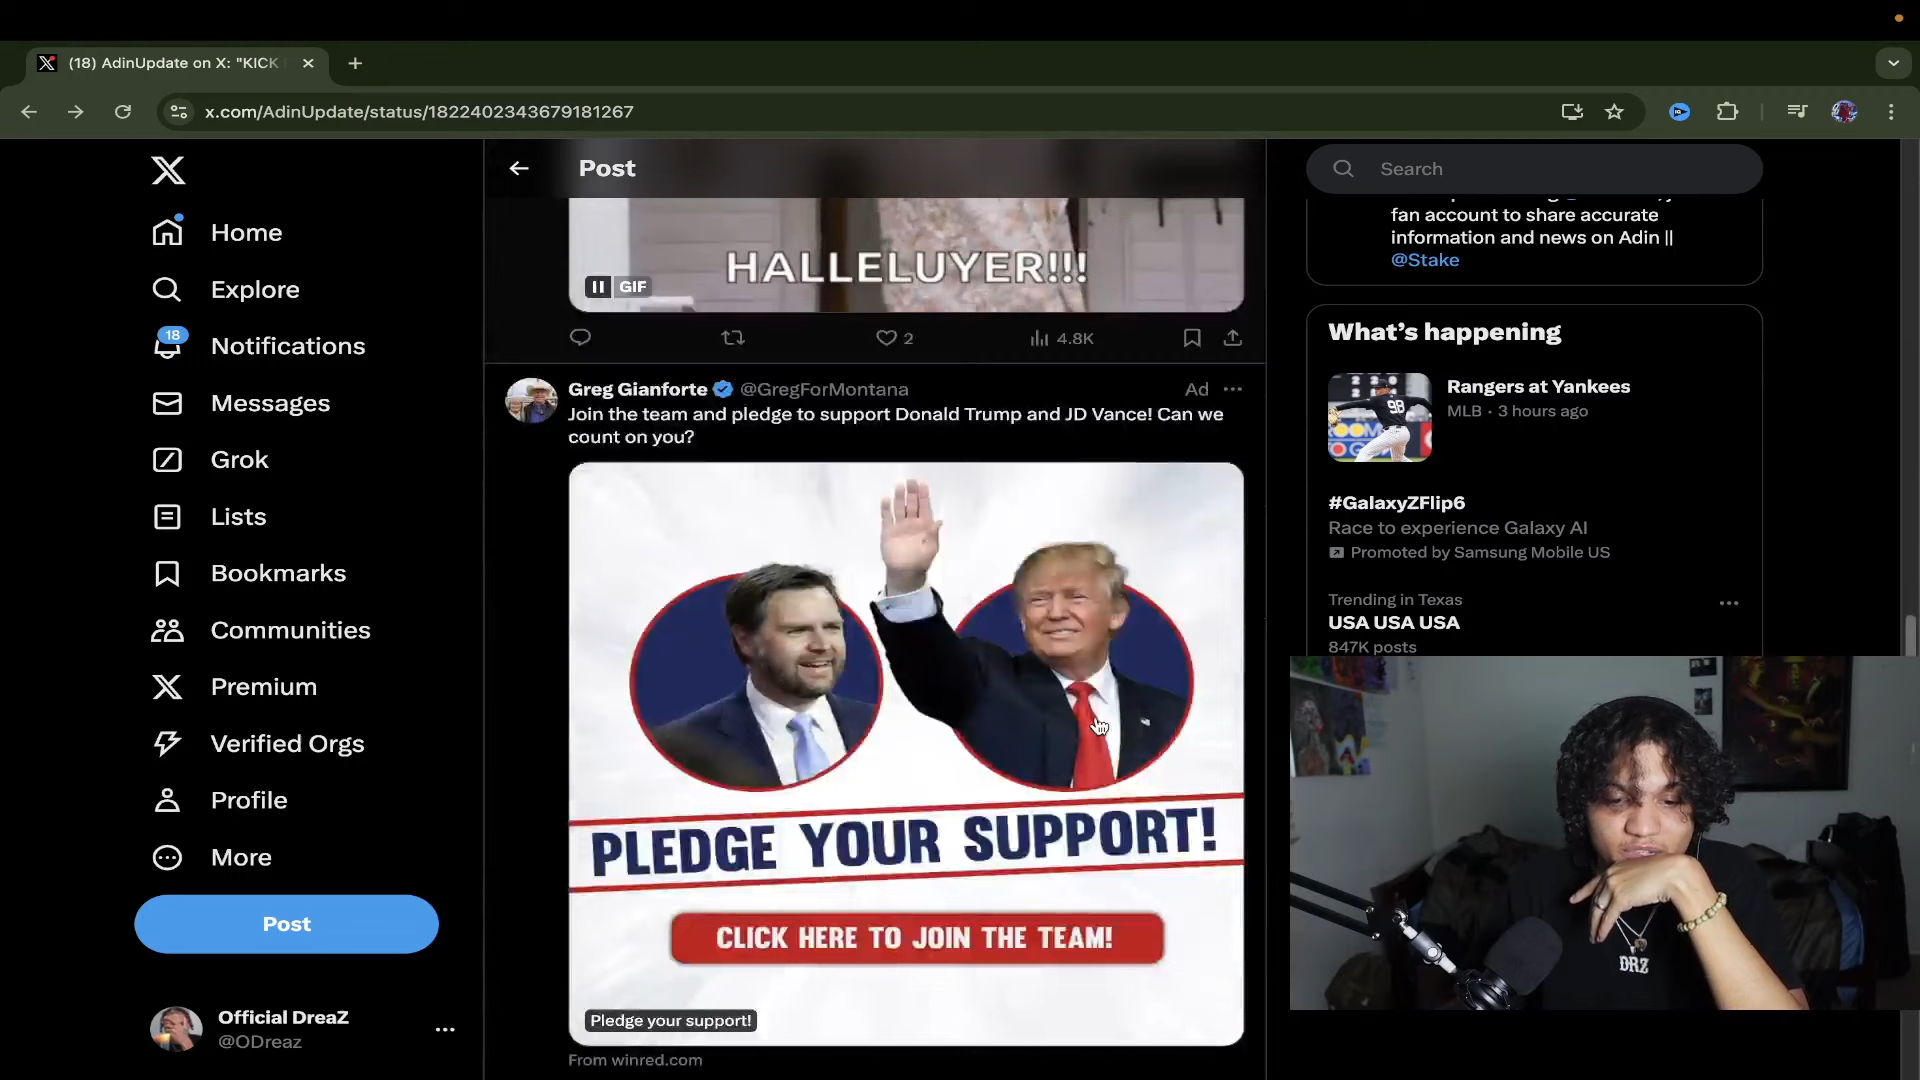 (18) AdinUpdate on X: "KICK
x.com/AdinUpdate/status/1822402343679181267
Home
Explore
18
Notifications
Messages
Grok
Lists
Bookmarks
Communities
Premium
Verified Orgs
Profile
More
Post
Official DreaZ
@ODreaz
Post
HALLELUYER!!!
GIF
2
4.8K
Greg Gianforte @GregForMontana
Ad
Join the team and pledge to support Donald Trump and JD Vance! Can we
count on you?
PLEDGE YOUR SUPPORT!
CLICK HERE TO JOIN THE TEAM!
Pledge your support!
From winred.com
Search
fan account to share accurate
information and news on Adin ||
@Stake
What's happening
Rangers at Yankees
MLB · 3 hours ago
98
#GalaxyZFlip6
Race to experience Galaxy AI
Promoted by Samsung Mobile US
Trending in Texas
USA USA USA
847K posts
DRZ